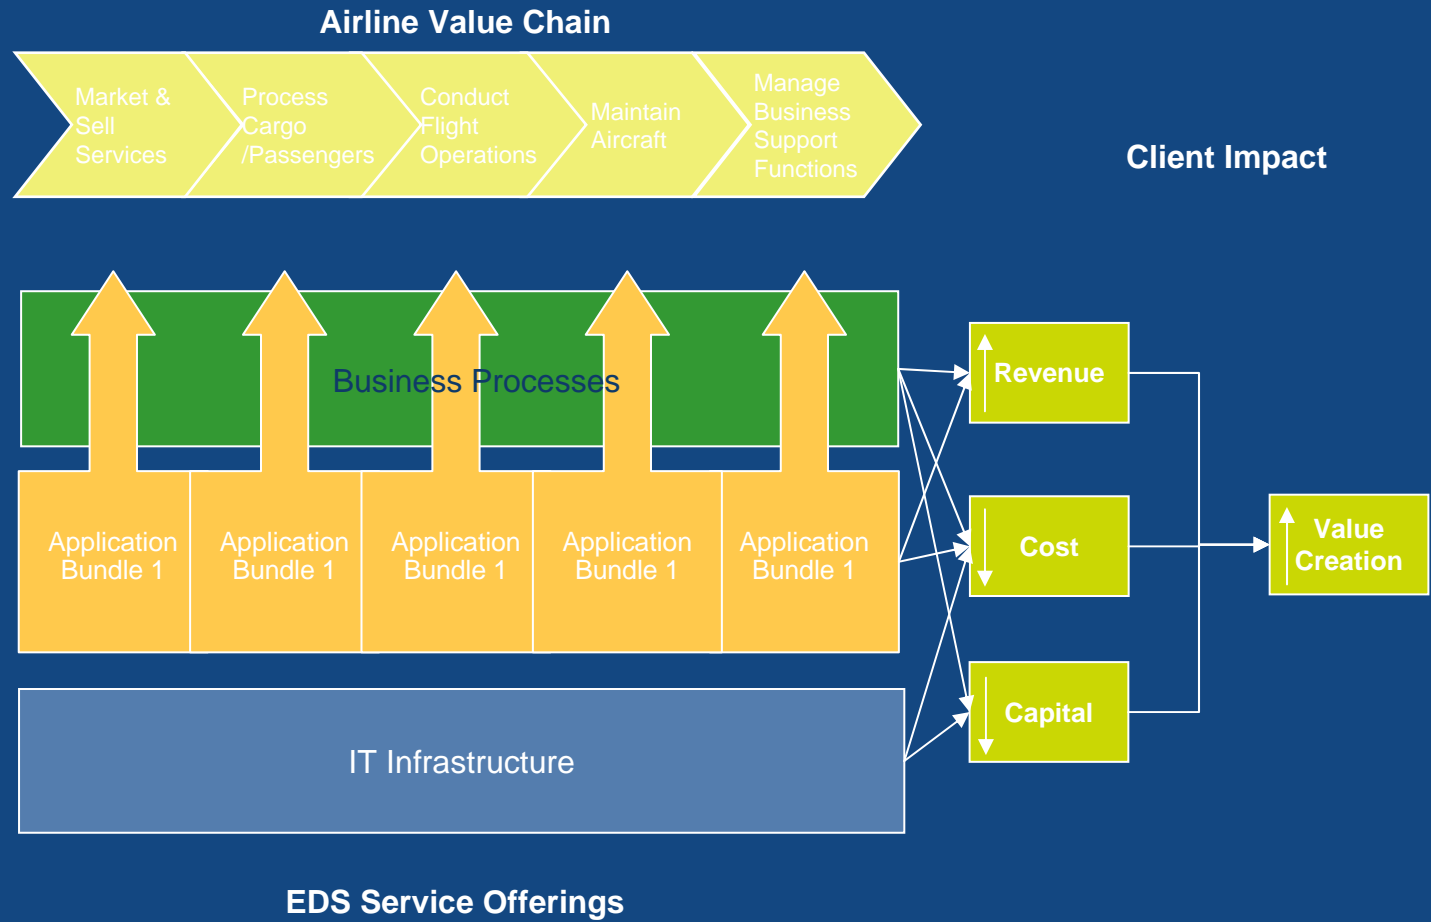 Airline Value Chain
Market &
Sell
Services
Process
Cargo
/Passengers
Conduct
Flight
Operations
Maintain
Aircraft
Manage
Business
Support
Functions
Client Impact
Business Processes
Revenue
Application
Bundle 1
Application
Bundle 1
Application
Bundle 1
Application
Bundle 1
Application
Bundle 1
Cost
Value
Creation
Capital
IT Infrastructure
EDS Service Offerings